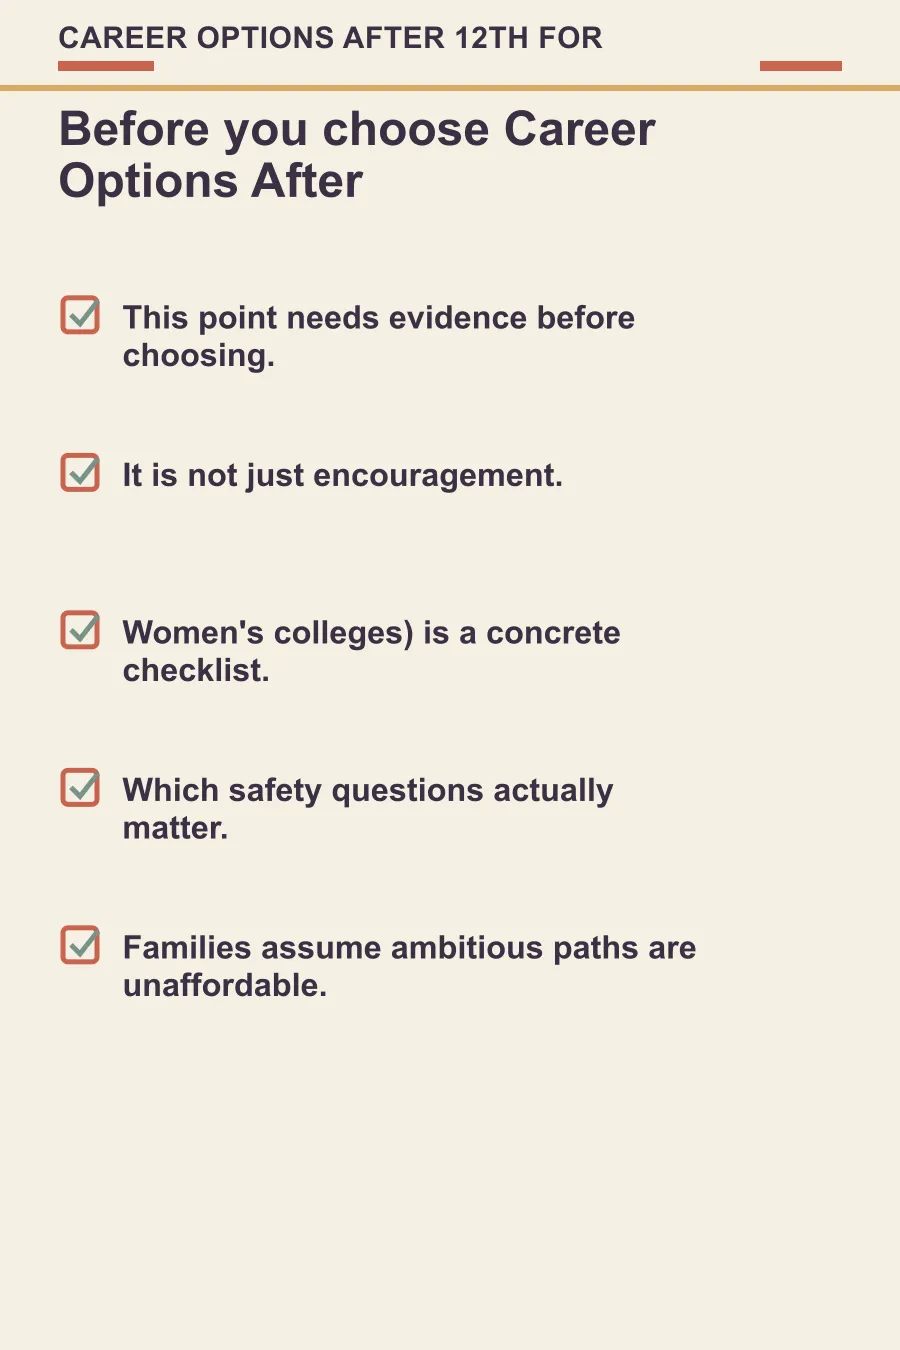 CAREER OPTIONS AFTER 12TH FOR
Before you choose Career
Options After
This point needs evidence before
choosing.
It is not just encouragement.
Women's colleges) is a concrete
checklist.
Which safety questions actually
matter.
Families assume ambitious paths are
unaffordable.